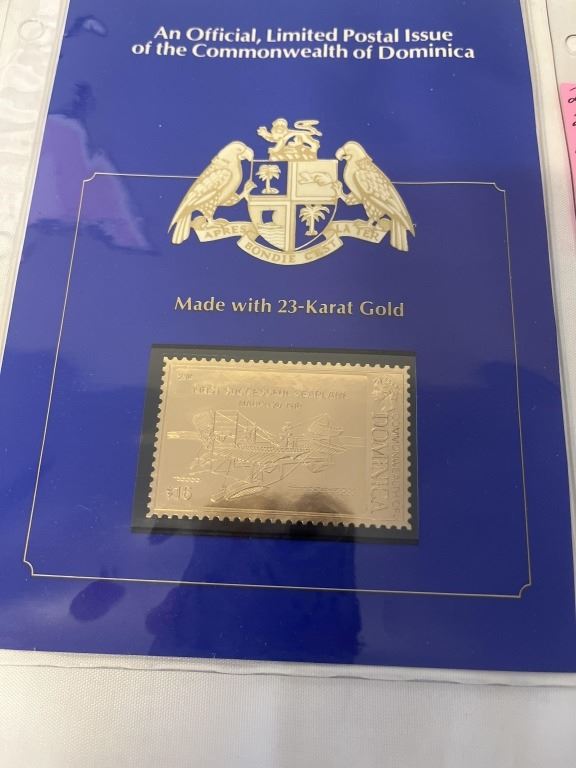 An Official, Limited Postal Issue
of the Commonwealth of Dominica
APRES BONDIE C'EST LA TER
Made with 23-Karat Gold
FIRST SUCCESSFUL SEAPLANE
$16
DOMINICA